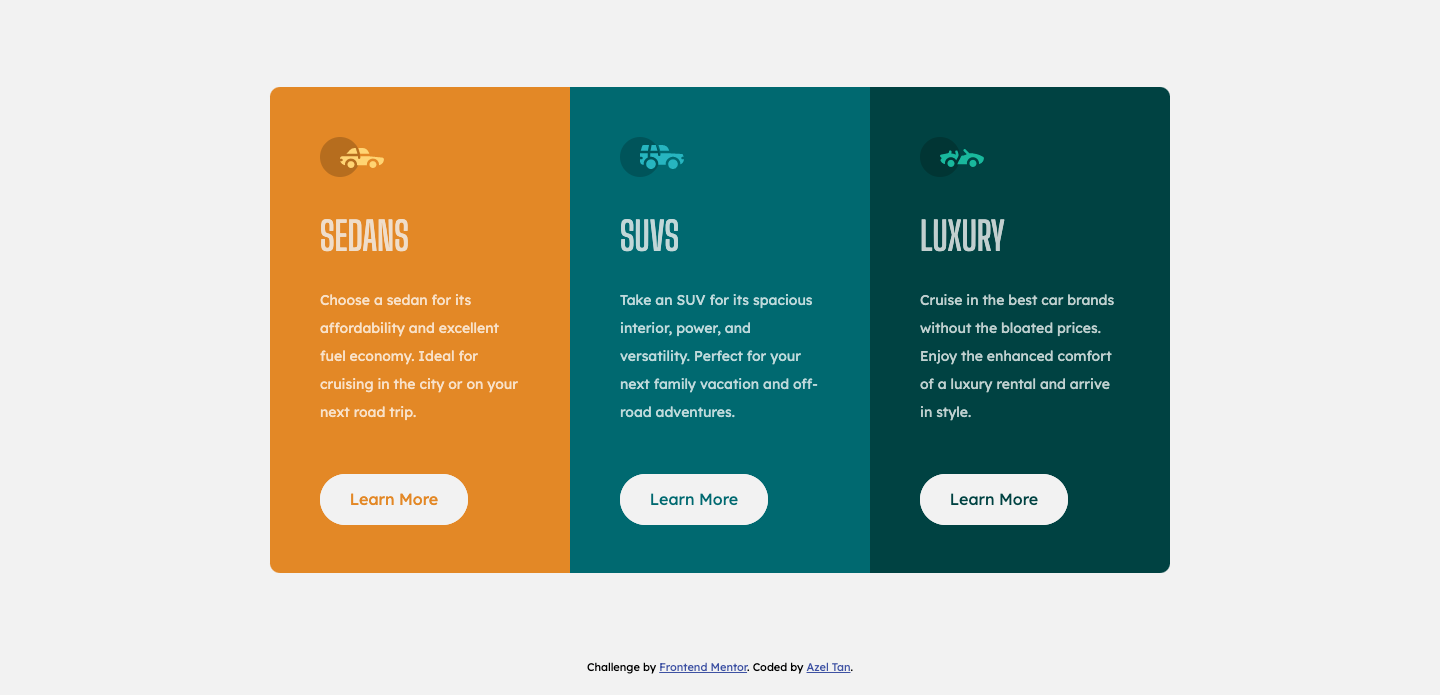 SEDANS
Choose a sedan for its
affordability and excellent
fuel economy. Ideal for
cruising in the city or on your
next road trip.
Learn More
SUVS
Take an SUV for its spacious
interior, power, and
versatility. Perfect for your
next family vacation and off-
road adventures.
Learn More
LUXURY
Cruise in the best car brands
without the bloated prices.
Enjoy the enhanced comfort
of a luxury rental and arrive
in style.
Learn More
Challenge by Frontend Mentor. Coded by Azel Tan.